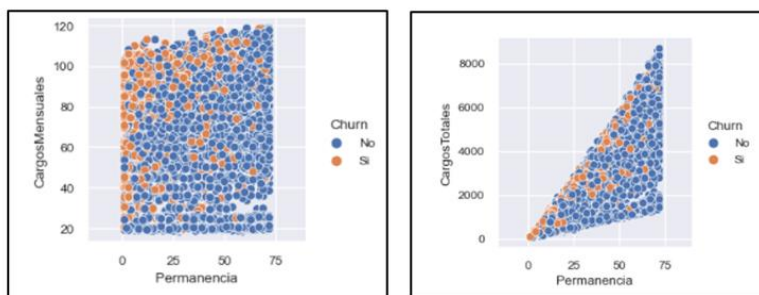 120
100
80
60
40
20
CargosMensuales
0
25
50
75
Permanencia
Churn
No
Si
8000
6000
4000
2000
0
CargosTotales
0
25
50
75
Permanencia
Churn
No
Si